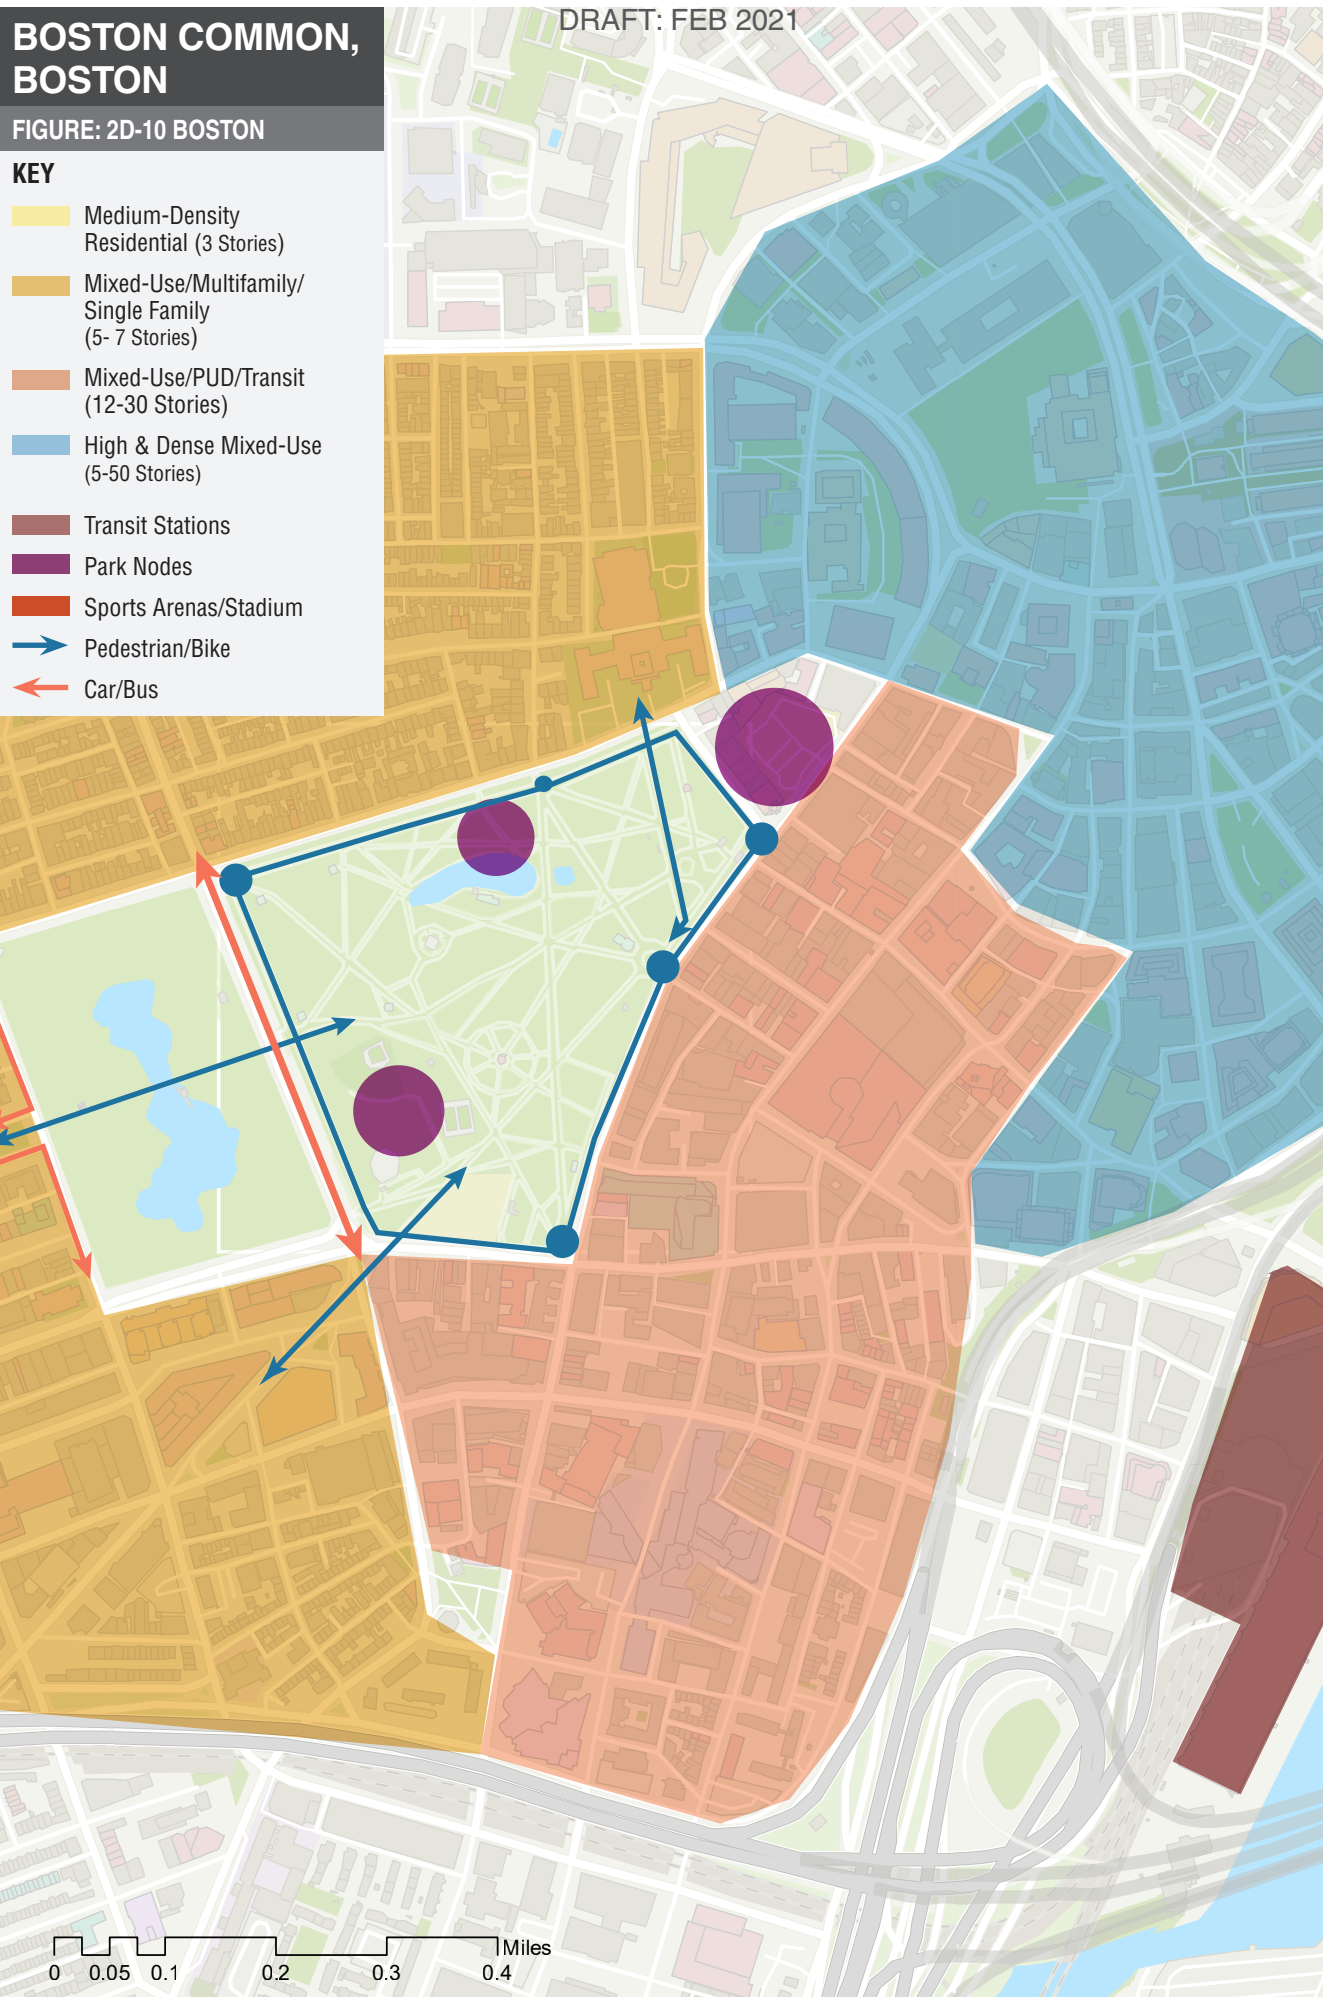 DRAFT: FEB 2021
BOSTON COMMON,
BOSTON
FIGURE: 2D-10 BOSTON
KEY
Medium-Density
Residential (3 Stories)
Mixed-Use/Multifamily/
Single Family
(5- 7 Stories)
Mixed-Use/PUD/Transit
(12-30 Stories)
High & Dense Mixed-Use
(5-50 Stories)
Transit Stations
Park Nodes
Sports Arenas/Stadium
Pedestrian/Bike
Car/Bus
Miles
0 0.05 0.1 0.2 0.3 0.4